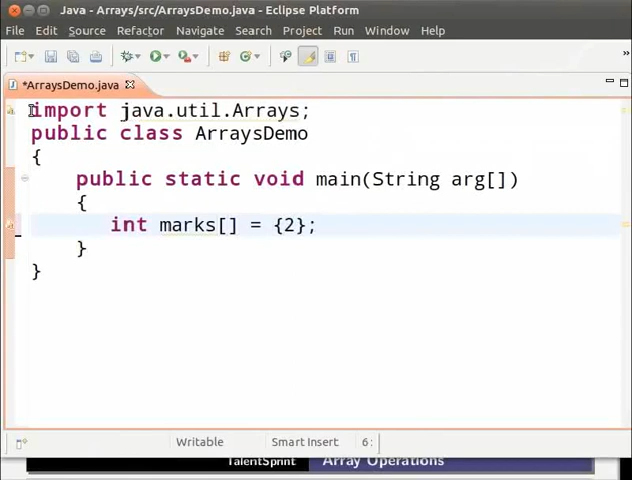 Java - Arrays/src/ArraysDemo.java - Eclipse Platform
File Edit Source Refactor Navigate Search Project Run Window Help
*ArraysDemo.java
import java.util.Arrays;
public class ArraysDemo
{
public static void main(String arg[])
{
int marks[] = {2};
}
}
Writable Smart Insert 6:
TalentSprint Array Operations